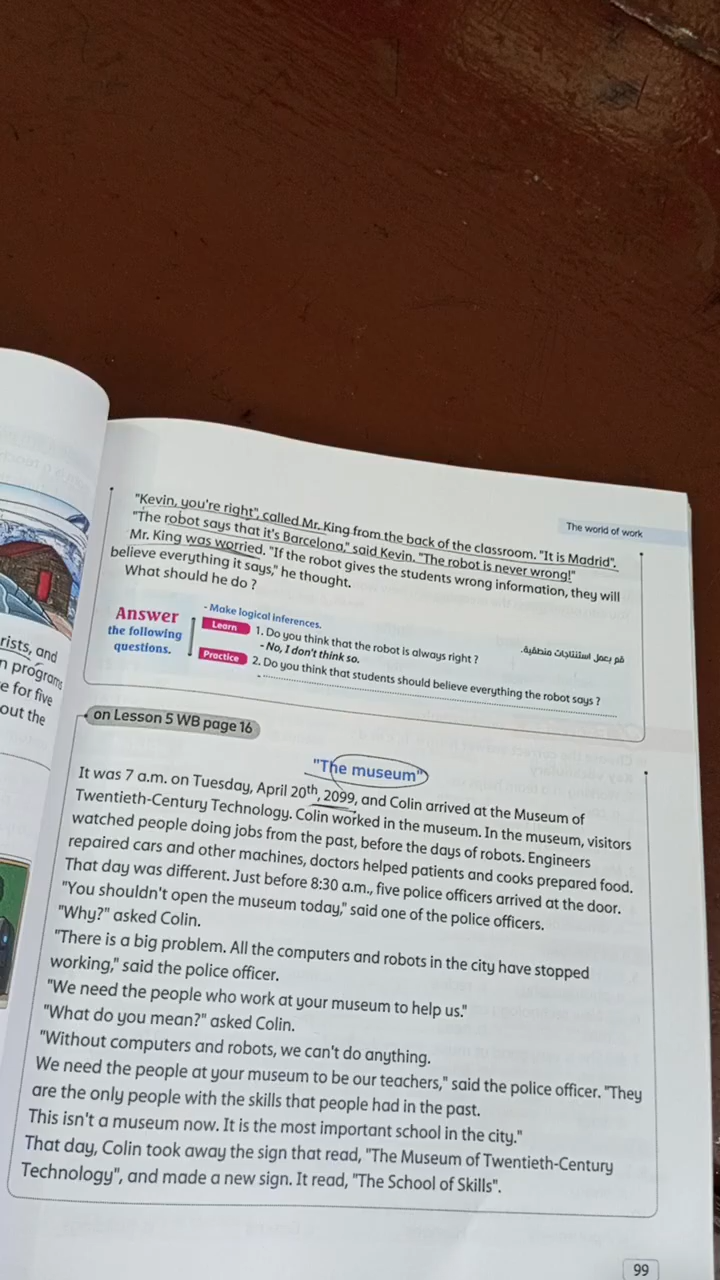 The world of work
"Kevin, you're right", called Mr. King from the back of the classroom. "It is Madrid".
"The robot says that it's Barcelona," said Kevin. "The robot is never wrong!"
Mr. King was worried. "If the robot gives the students wrong information, they will
believe everything it says," he thought.
What should he do ?
Answer
the following
questions.
- Make logical inferences.
قم بعمل استنتاجات منطقية.
Learn 1. Do you think that the robot is always right ?
- No, I don't think so.
Practice 2. Do you think that students should believe everything the robot says ?
-
rists, and
n programs
e for five
out the
on Lesson 5 WB page 16
"The museum"
It was 7 a.m. on Tuesday, April 20th, 2099, and Colin arrived at the Museum of
Twentieth-Century Technology. Colin worked in the museum. In the museum, visitors
watched people doing jobs from the past, before the days of robots. Engineers
repaired cars and other machines, doctors helped patients and cooks prepared food.
That day was different. Just before 8:30 a.m., five police officers arrived at the door.
"You shouldn't open the museum today," said one of the police officers.
"Why?" asked Colin.
"There is a big problem. All the computers and robots in the city have stopped
working," said the police officer.
"We need the people who work at your museum to help us."
"What do you mean?" asked Colin.
"Without computers and robots, we can't do anything.
We need the people at your museum to be our teachers," said the police officer. "They
are the only people with the skills that people had in the past.
This isn't a museum now. It is the most important school in the city."
That day, Colin took away the sign that read, "The Museum of Twentieth-Century
Technology", and made a new sign. It read, "The School of Skills".
99